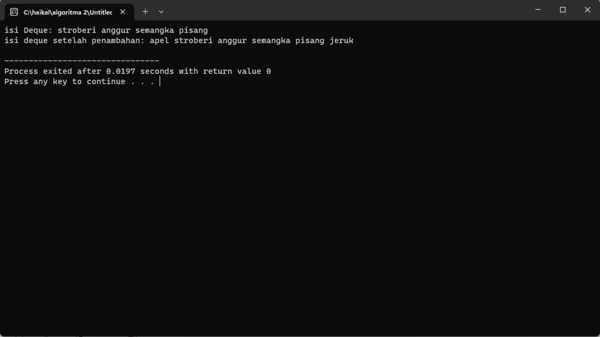 C:\haikal\algoritma 2\Untitled
isi Deque: stroberi anggur semangka pisang
isi deque setelah penambahan: apel stroberi anggur semangka pisang jeruk
--------------------------------
Process exited after 0.0197 seconds with return value 0
Press any key to continue . . .